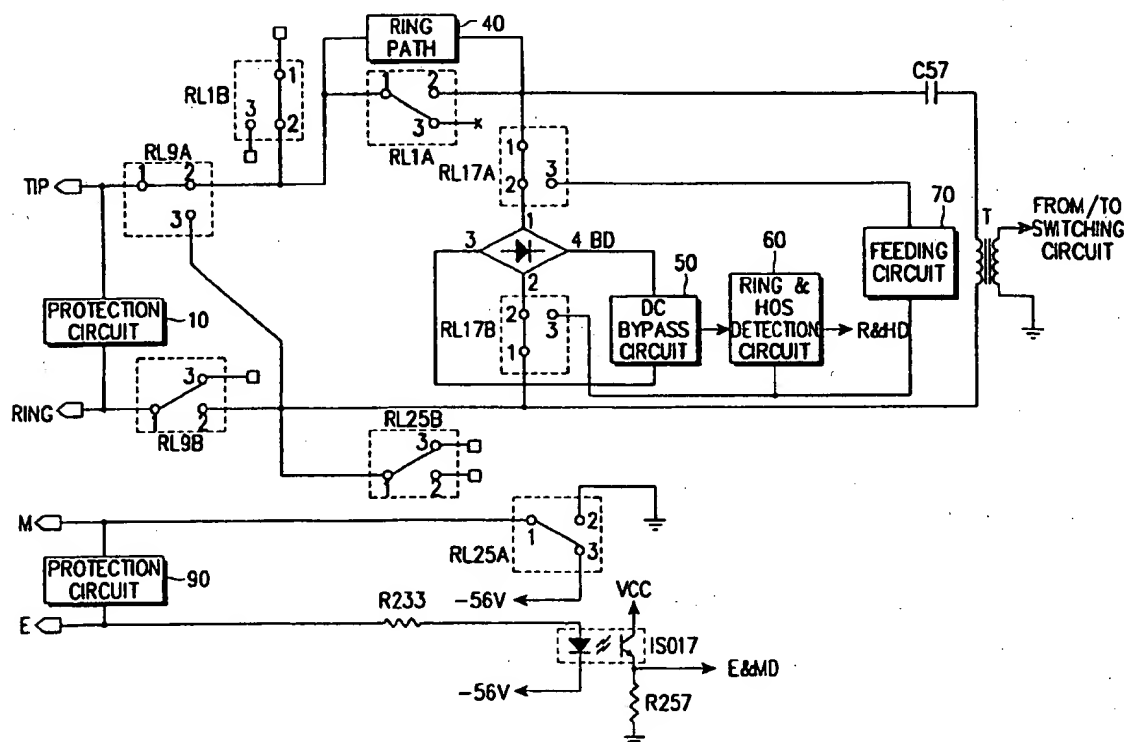 RING
PATH
40
C57
RL1B
1
3
2
1
2
3
RL1A
RL9A
1
2
3
TIP
1
RL17A
2
3
70
T
FROM/TO
SWITCHING
CIRCUIT
FEEDING
CIRCUIT
1
3
4 BD
2
50
60
DC
BYPASS
CIRCUIT
RING &
HOS
DETECTION
CIRCUIT
R&HD
PROTECTION
CIRCUIT
10
2
RL17B
3
1
RING
3
1
2
RL9B
RL25B
3
1
2
M
1
2
3
RL25A
PROTECTION
CIRCUIT
90
-56V
R233
VCC
E
IS017
E&MD
-56V
R257